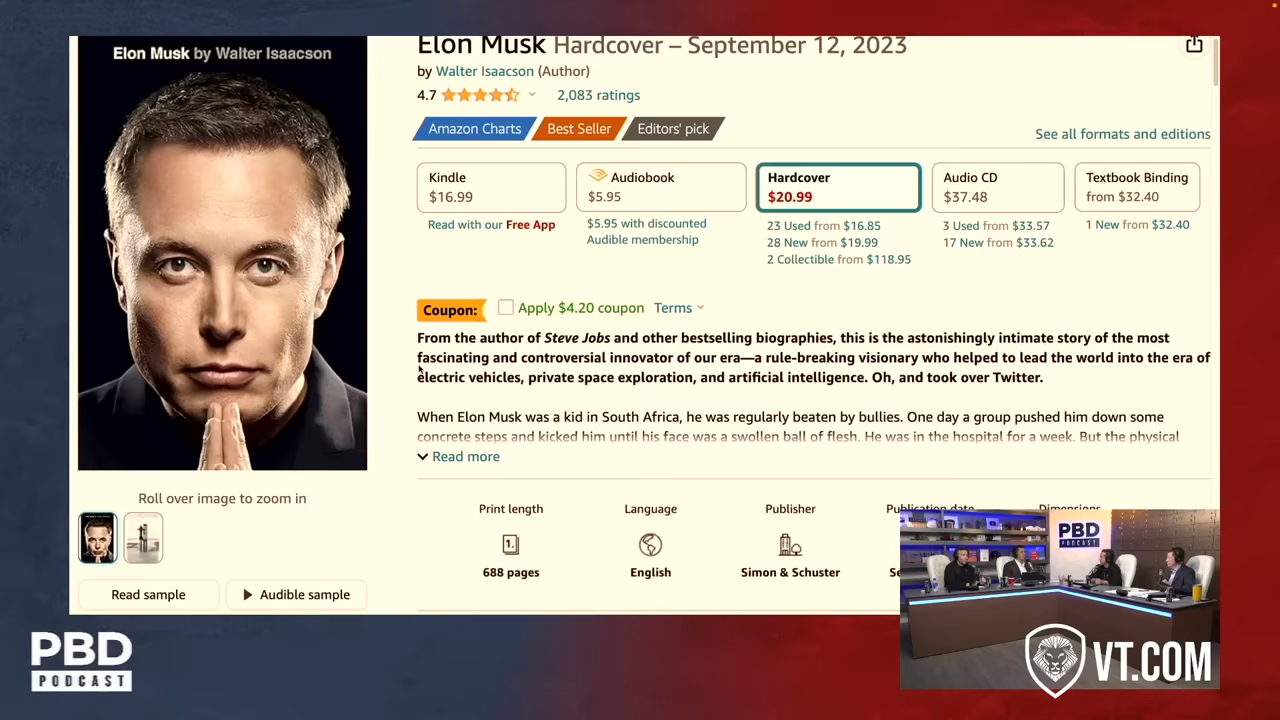 Elon Musk by Walter Isaacson
Elon Musk Hardcover – September 12, 2023
by Walter Isaacson (Author)
4.7 2,083 ratings
Amazon Charts Best Seller Editors' pick
See all formats and editions
Kindle
$16.99
Read with our Free App
Audiobook
$5.95
$5.95 with discounted
Audible membership
Hardcover
$20.99
23 Used from $16.85
28 New from $19.99
2 Collectible from $118.95
Audio CD
$37.48
3 Used from $33.57
17 New from $33.62
Textbook Binding
from $32.40
1 New from $32.40
Coupon: Apply $4.20 coupon Terms
From the author of Steve Jobs and other bestselling biographies, this is the astonishingly intimate story of the most
fascinating and controversial innovator of our era—a rule-breaking visionary who helped to lead the world into the era of
electric vehicles, private space exploration, and artificial intelligence. Oh, and took over Twitter.
When Elon Musk was a kid in South Africa, he was regularly beaten by bullies. One day a group pushed him down some
concrete steps and kicked him until his face was a swollen ball of flesh. He was in the hospital for a week. But the physical
Read more
Roll over image to zoom in
Read sample
Audible sample
Print length
1.
688 pages
Language
English
Publisher
Simon & Schuster
Publication date
Dimensions
PBD
PODCAST
PBD
PODCAST
VT.COM